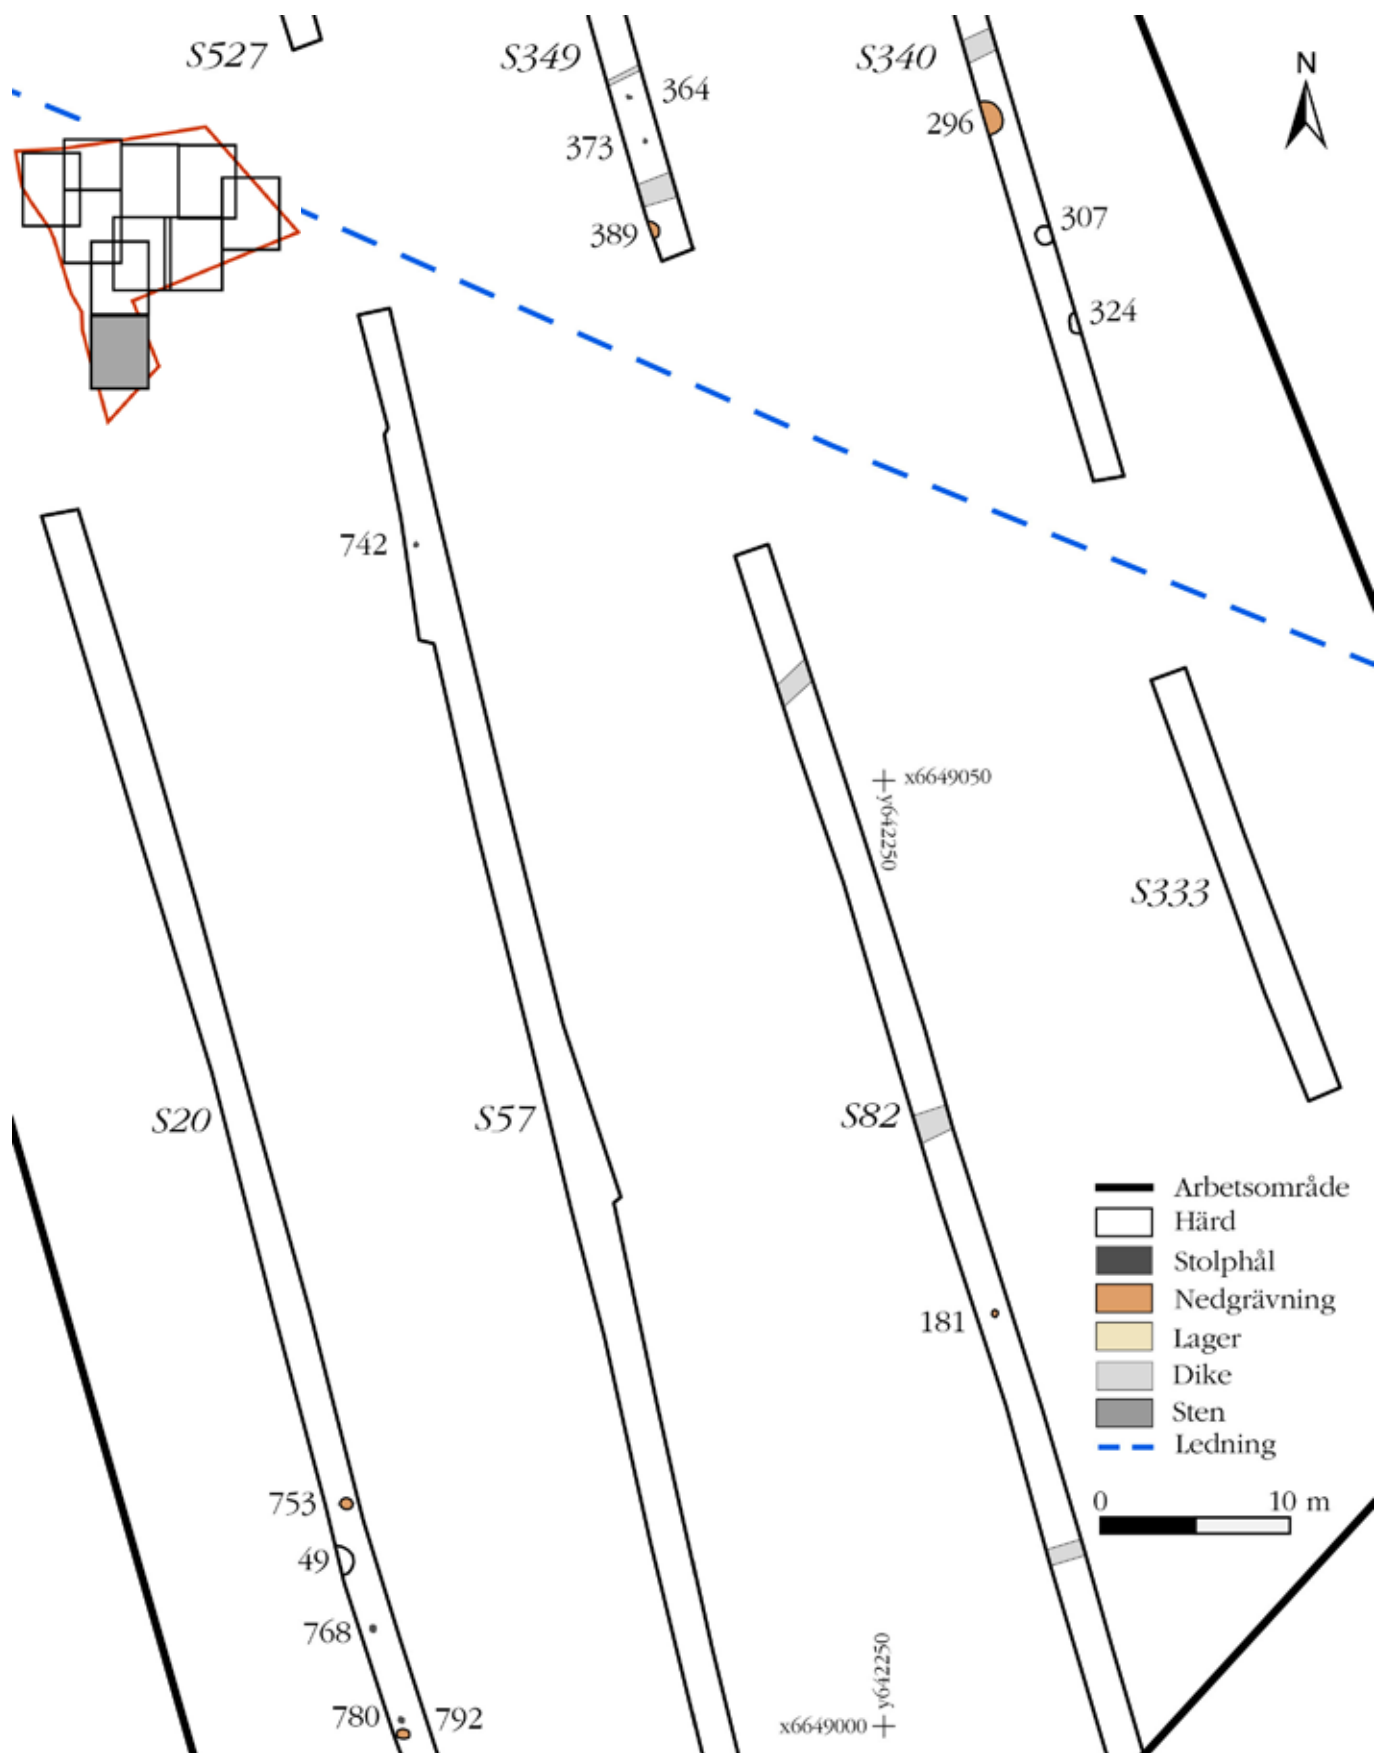 S527
S349
S340
N
364
296
373
307
389
324
742
x6649050
y642250
S333
S20
S57
S82
Arbetsområde
Härd
Stolphål
Nedgrävning
Lager
Dike
Sten
Ledning
181
0 10 m
753
49
768
780
792
y642250
x6649000